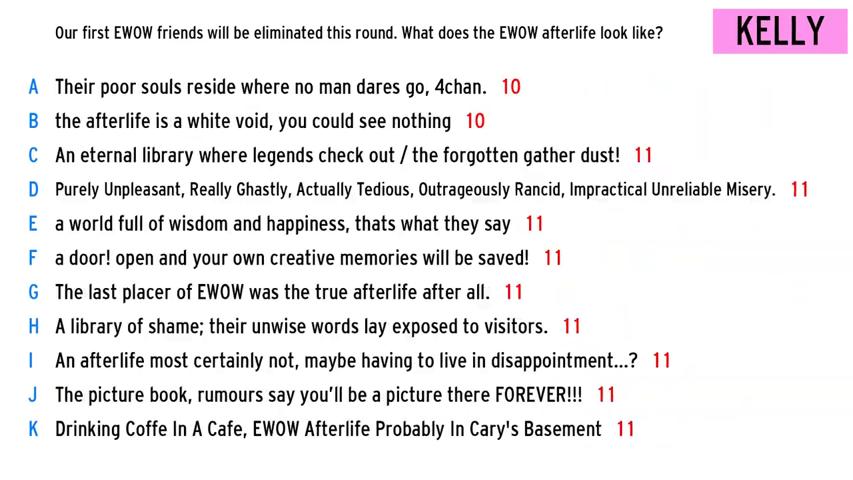 Our first EWOW friends will be eliminated this round. What does the EWOW afterlife look like?
KELLY
A Their poor souls reside where no man dares go, 4chan. 10
B the afterlife is a white void, you could see nothing 10
C An eternal library where legends check out / the forgotten gather dust! 11
D Purely Unpleasant, Really Ghastly, Actually Tedious, Outrageously Rancid, Impractical Unreliable Misery. 11
E a world full of wisdom and happiness, thats what they say 11
F a door! open and your own creative memories will be saved! 11
G The last placer of EWOW was the true afterlife after all. 11
H A library of shame; their unwise words lay exposed to visitors. 11
I An afterlife most certainly not, maybe having to live in disappointment...? 11
J The picture book, rumours say you'll be a picture there FOREVER!!! 11
K Drinking Coffe In A Cafe, EWOW Afterlife Probably In Cary's Basement 11